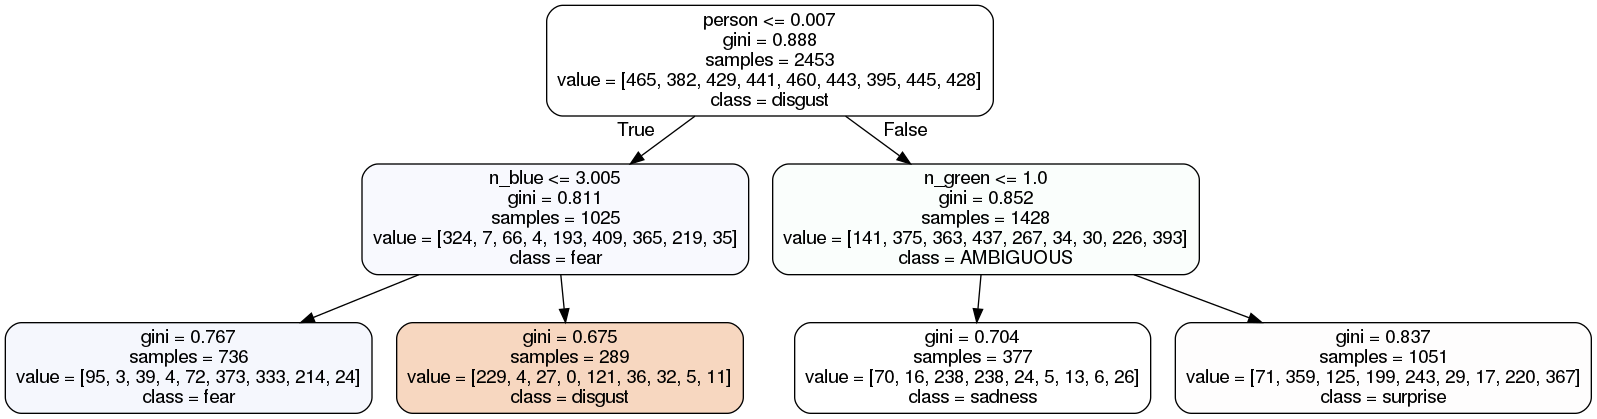 person <= 0.007
gini = 0.888
samples = 2453
value = [465, 382, 429, 441, 460, 443, 395, 445, 428]
class = disgust
True
False
n_blue <= 3.005
gini = 0.811
samples = 1025
value = [324, 7, 66, 4, 193, 409, 365, 219, 35]
class = fear
n_green <= 1.0
gini = 0.852
samples = 1428
value = [141, 375, 363, 437, 267, 34, 30, 226, 393]
class = AMBIGUOUS
gini = 0.767
samples = 736
value = [95, 3, 39, 4, 72, 373, 333, 214, 24]
class = fear
gini = 0.675
samples = 289
value = [229, 4, 27, 0, 121, 36, 32, 5, 11]
class = disgust
gini = 0.704
samples = 377
value = [70, 16, 238, 238, 24, 5, 13, 6, 26]
class = sadness
gini = 0.837
samples = 1051
value = [71, 359, 125, 199, 243, 29, 17, 220, 367]
class = surprise